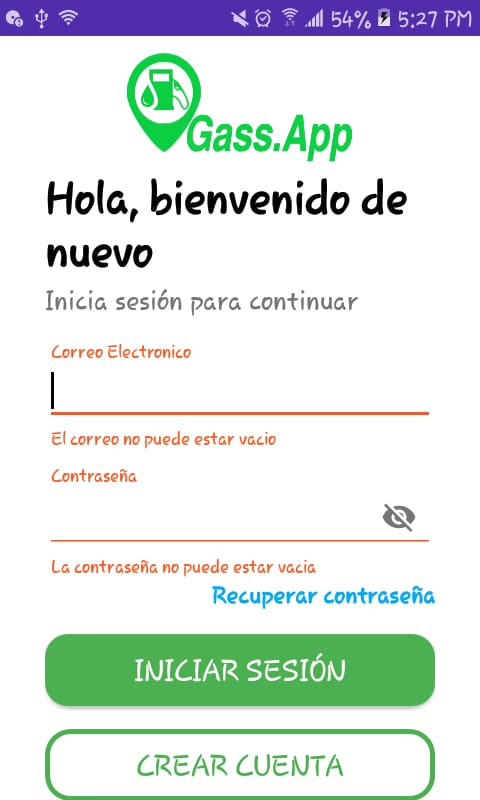 54% 5:27 PM
Gass.App
Hola, bienvenido de
nuevo
Inicia sesión para continuar
Correo Electronico
El correo no puede estar vacio
Contraseña
La contraseña no puede estar vacia
Recuperar contraseña
INICIAR SESIÓN
CREAR CUENTA